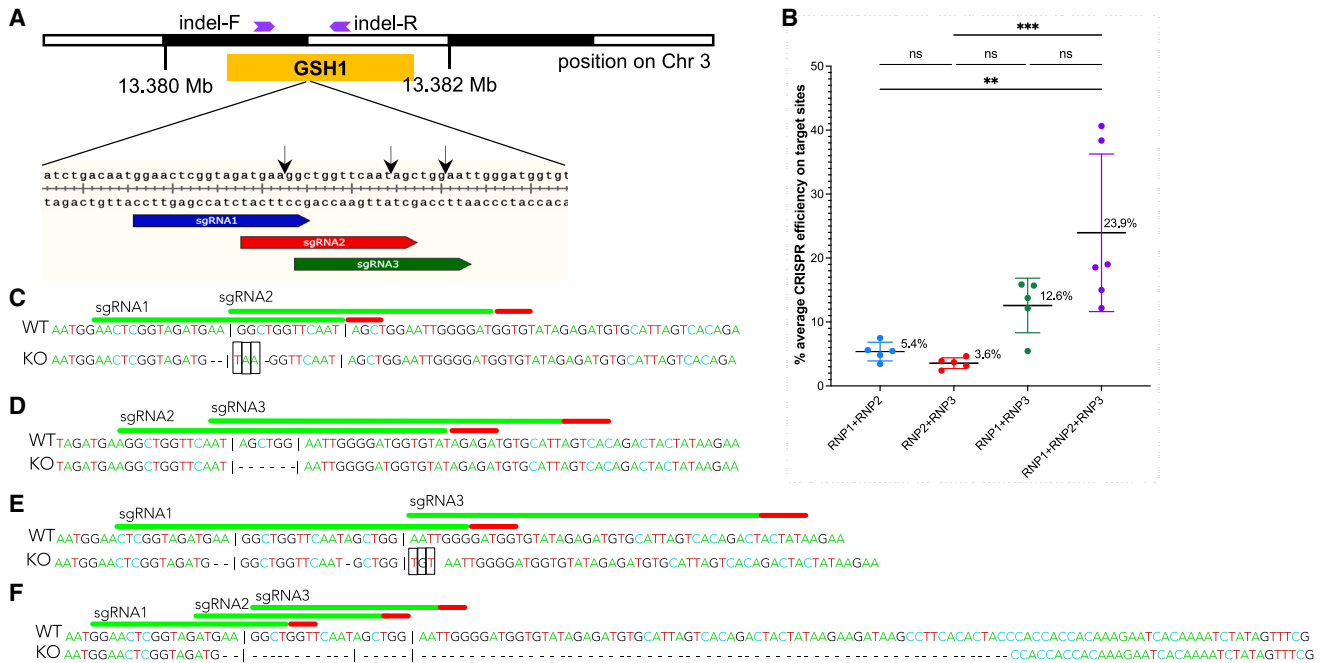 A
indel-F
indel-R
GSH1
position on Chr 3
13.380 Mb
13.382 Mb
atctgacaatggaactcggtagatgaaggctggttcaatagctggaattgggatggtgt
tagactgttaccttgagccatctacttccgaccaagttatcgaccttaaccctaccaca
sgRNA1
sgRNA2
sgRNA3
B
% average CRISPR efficiency on target sites
***
ns ns ns
**
50
40
30
20
10
0
5.4%
3.6%
12.6%
23.9%
RNP1+RNP2
RNP2+RNP3
RNP1+RNP3
RNP1+RNP2+RNP3
C
sgRNA2
sgRNA1
WT AATGGAACTCGGTAGATGAA | GGCTGGTTCAAT | AGCTGGAATTGGGGATGGTGTATAGAGATGTGCATTAGTCACAGA
KO AATGGAACTCGGTAGATG - - | TAA -GGTTCAAT | AGCTGGAATTGGGGATGGTGTATAGAGATGTGCATTAGTCACAGA
D
sgRNA3
sgRNA2
WT TAGATGAAGGCTGGTTCAAT | AGCTGG | AATTGGGGATGGTGTATAGAGATGTGCATTAGTCACAGACTACTATAAGAA
KO TAGATGAAGGCTGGTTCAAT | - - - - - - | AATTGGGGATGGTGTATAGAGATGTGCATTAGTCACAGACTACTATAAGAA
E
sgRNA3
sgRNA1
WT AATGGAACTCGGTAGATGAA | GGCTGGTTCAATAGCTGG | AATTGGGGATGGTGTATAGAGATGTGCATTAGTCACAGACTACTATAAGAA
KO AATGGAACTCGGTAGATG - - | GGCTGGTTCAAT -GCTGG | TGT AATTGGGGATGGTGTATAGAGATGTGCATTAGTCACAGACTACTATAAGAA
F
sgRNA3
sgRNA2
sgRNA1
WT AATGGAACTCGGTAGATGAA | GGCTGGTTCAATAGCTGG | AATTGGGGATGGTGTATAGAGATGTGCATTAGTCACAGACTACTATAAGAAGATAAGCCTTCACACTACCCACCACCACAAAGAATCACAAAATCTATAGTTTCG
KO AATGGAACTCGGTAGATG - - | - - - - - - - - - - - - | - - - - - - | - - - - - - - - - - - - - - - - - - - - - - - - - - - - - - - - - - - - - - - - - - - - - - - - - - - - - - - - - - - - - - - - - - - - CCACCACCACAAAGAATCACAAAATCTATAGTTTCG